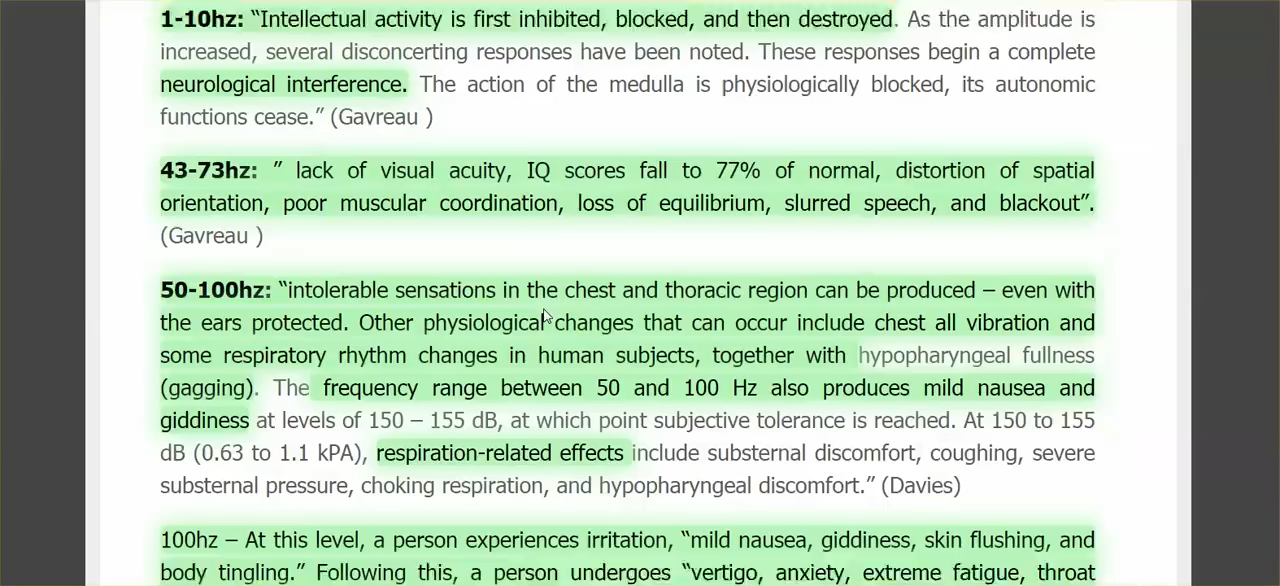 1-10hz: “Intellectual activity is first inhibited, blocked, and then destroyed. As the amplitude is
increased, several disconcerting responses have been noted. These responses begin a complete
neurological interference. The action of the medulla is physiologically blocked, its autonomic
functions cease.” (Gavreau )
43-73hz: ” lack of visual acuity, IQ scores fall to 77% of normal, distortion of spatial
orientation, poor muscular coordination, loss of equilibrium, slurred speech, and blackout”.
(Gavreau )
50-100hz: “intolerable sensations in the chest and thoracic region can be produced – even with
the ears protected. Other physiological changes that can occur include chest all vibration and
some respiratory rhythm changes in human subjects, together with hypopharyngeal fullness
(gagging). The frequency range between 50 and 100 Hz also produces mild nausea and
giddiness at levels of 150 – 155 dB, at which point subjective tolerance is reached. At 150 to 155
dB (0.63 to 1.1 kPA), respiration-related effects include substernal discomfort, coughing, severe
substernal pressure, choking respiration, and hypopharyngeal discomfort.” (Davies)
100hz – At this level, a person experiences irritation, “mild nausea, giddiness, skin flushing, and
body tingling.” Following this, a person undergoes “vertigo, anxiety, extreme fatigue, throat